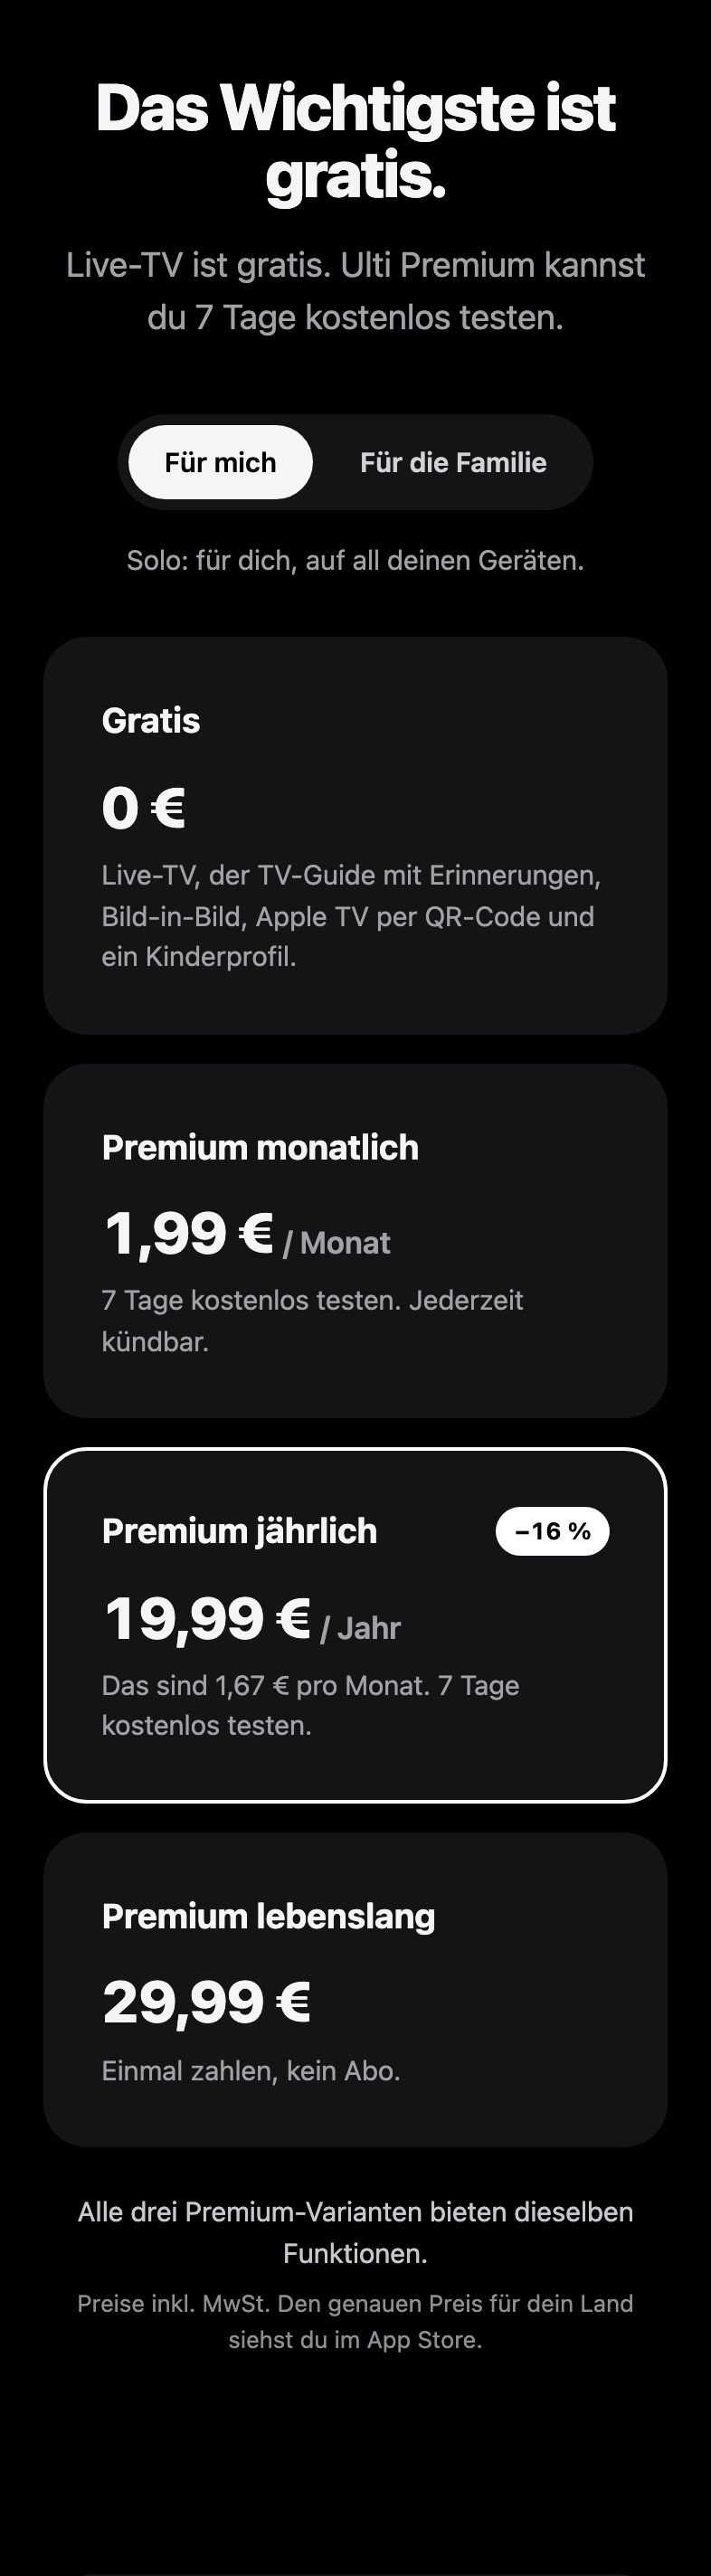 Das Wichtigste ist
gratis.
Live-TV ist gratis. Ulti Premium kannst
du 7 Tage kostenlos testen.
Für mich
Für die Familie
Solo: für dich, auf all deinen Geräten.
Gratis
0 €
Live-TV, der TV-Guide mit Erinnerungen,
Bild-in-Bild, Apple TV per QR-Code und
ein Kinderprofil.
Premium monatlich
1,99 € / Monat
7 Tage kostenlos testen. Jederzeit
kündbar.
Premium jährlich
–16 %
19,99 € / Jahr
Das sind 1,67 € pro Monat. 7 Tage
kostenlos testen.
Premium lebenslang
29,99 €
Einmal zahlen, kein Abo.
Alle drei Premium-Varianten bieten dieselben
Funktionen.
Preise inkl. MwSt. Den genauen Preis für dein Land
siehst du im App Store.